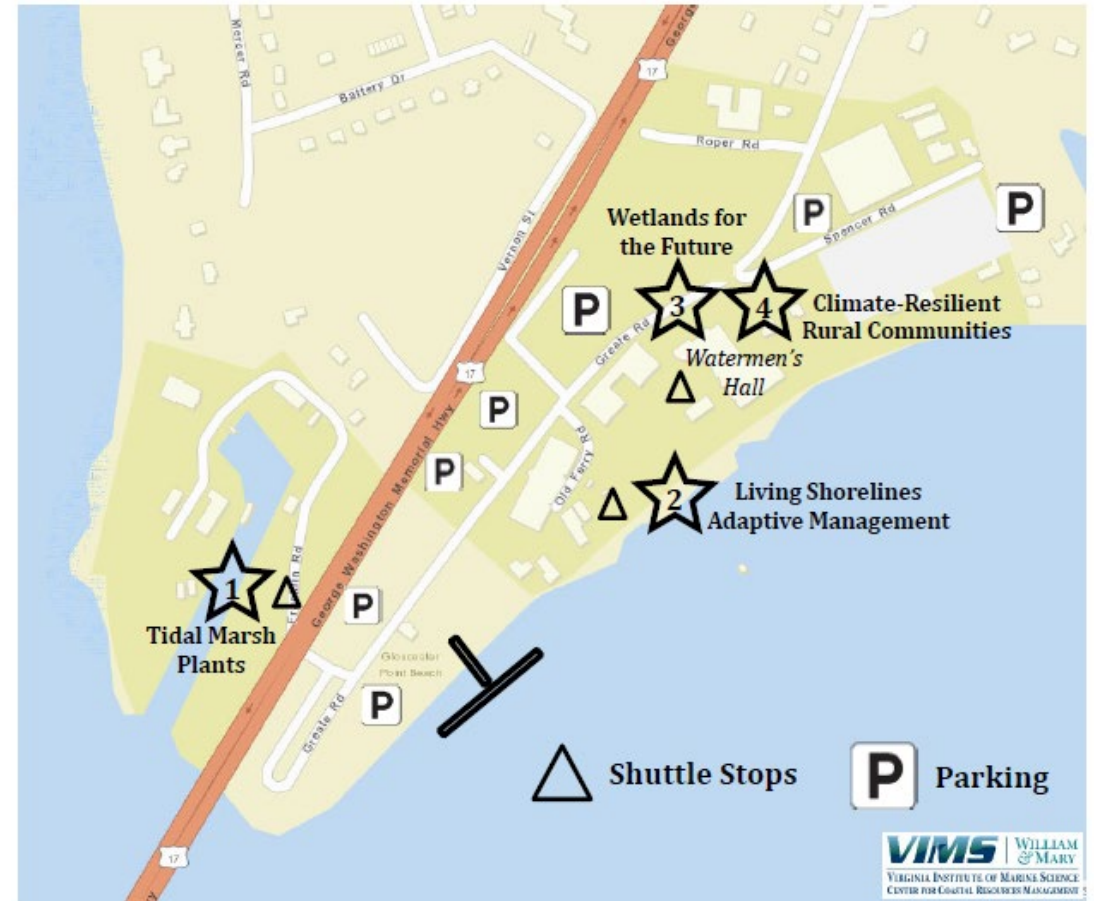 Mercer Rd
Battery Dr
George
17
Roper Rd
Vernon St
Wetlands for
the Future
P
P
Spencer Rd
P
3
4
Climate-Resilient
Rural Communities
Greate Rd
Watermen's
Hall
17
P
George Washington Memorial Hwy
P
Old Ferry Rd
2
Living Shorelines
Adaptive Management
1
Franklin Rd
P
Tidal Marsh
Plants
Gloucester
Point Beach
Greate Rd
P
Shuttle Stops
P
Parking
17
VIMS
WILLIAM
& MARY
VIRGINIA INSTITUTE OF MARINE SCIENCE
CENTER FOR COASTAL RESOURCES MANAGEMENT